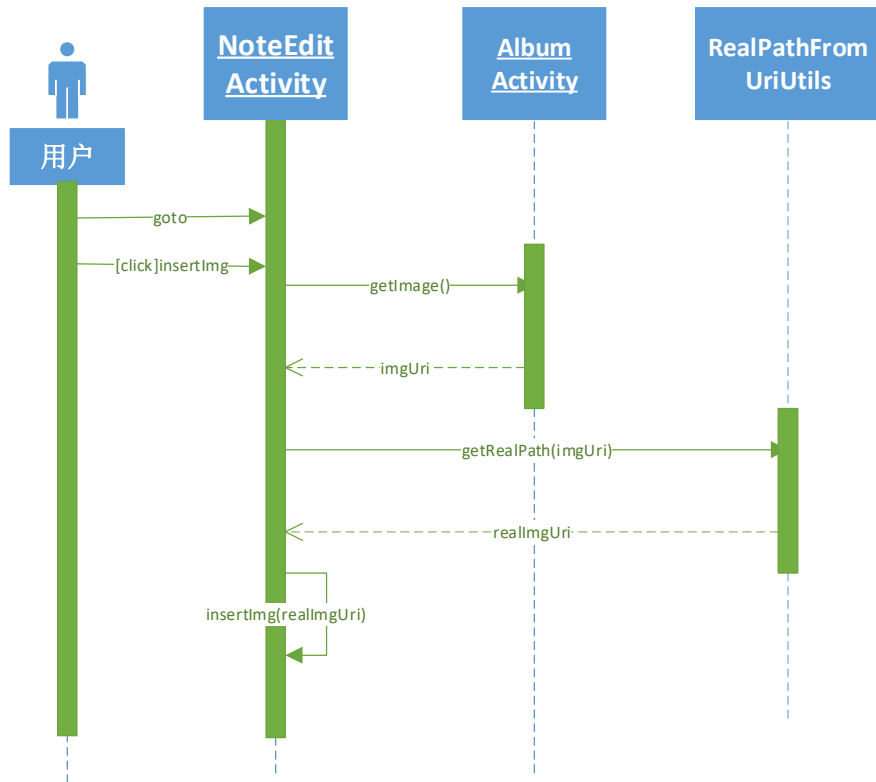 NoteEdit
Activity
Album
Activity
RealPathFrom
UriUtils
用户
goto
[click]insertImg
getImage()
imgUri
getRealPath(imgUri)
realImgUri
insertImg(realImgUri)